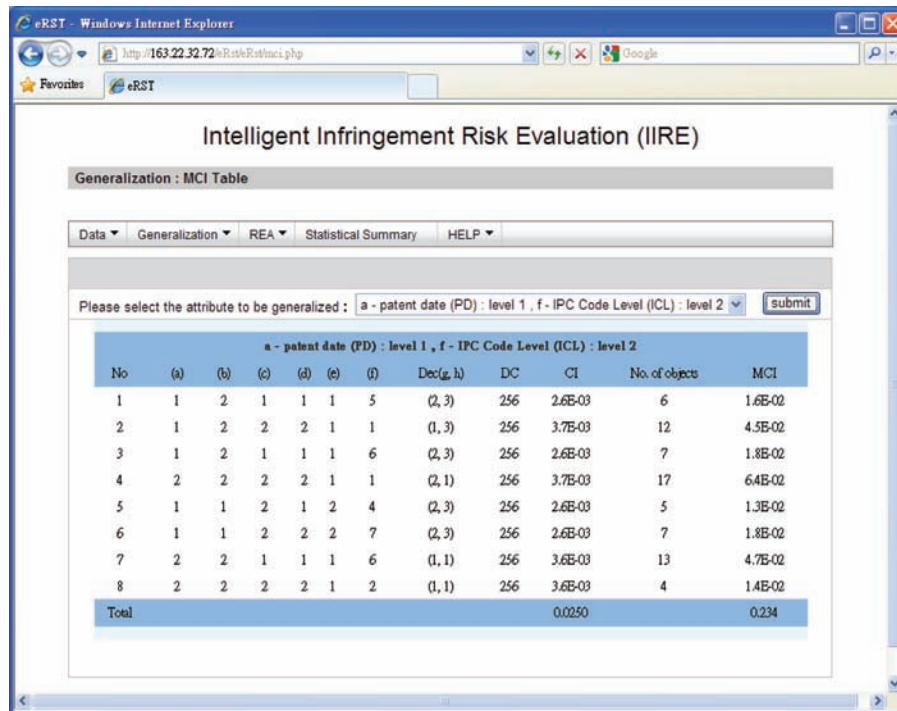 eRST - Windows Internet Explorer
http://163.22.32.72/eRst/eRst/mci.php
Google
Favorites
eRST
Intelligent Infringement Risk Evaluation (IIRE)
Generalization : MCI Table
Data Generalization REA Statistical Summary HELP
Please select the attribute to be generalized : a - patent date (PD) : level 1 , f - IPC Code Level (ICL) : level 2 submit
a - patent date (PD) : level 1 , f - IPC Code Level (ICL) : level 2
No (a) (b) (c) (d) (e) (f) Dec(g, h) DC CI No. of objects MCI
1 1 2 1 1 1 5 (2, 3) 256 2.6E-03 6 1.6E-02
2 1 2 2 2 1 1 (1, 3) 256 3.7E-03 12 4.5E-02
3 1 2 1 1 1 6 (2, 3) 256 2.6E-03 7 1.8E-02
4 2 2 2 2 1 1 (2, 1) 256 3.7E-03 17 6.4E-02
5 1 1 2 1 2 4 (2, 3) 256 2.6E-03 5 1.3E-02
6 1 1 2 2 2 7 (2, 3) 256 2.6E-03 7 1.8E-02
7 2 2 1 1 1 6 (1, 1) 256 3.6E-03 13 4.7E-02
8 2 2 2 2 1 2 (1, 1) 256 3.6E-03 4 1.4E-02
Total 0.0250 0.234